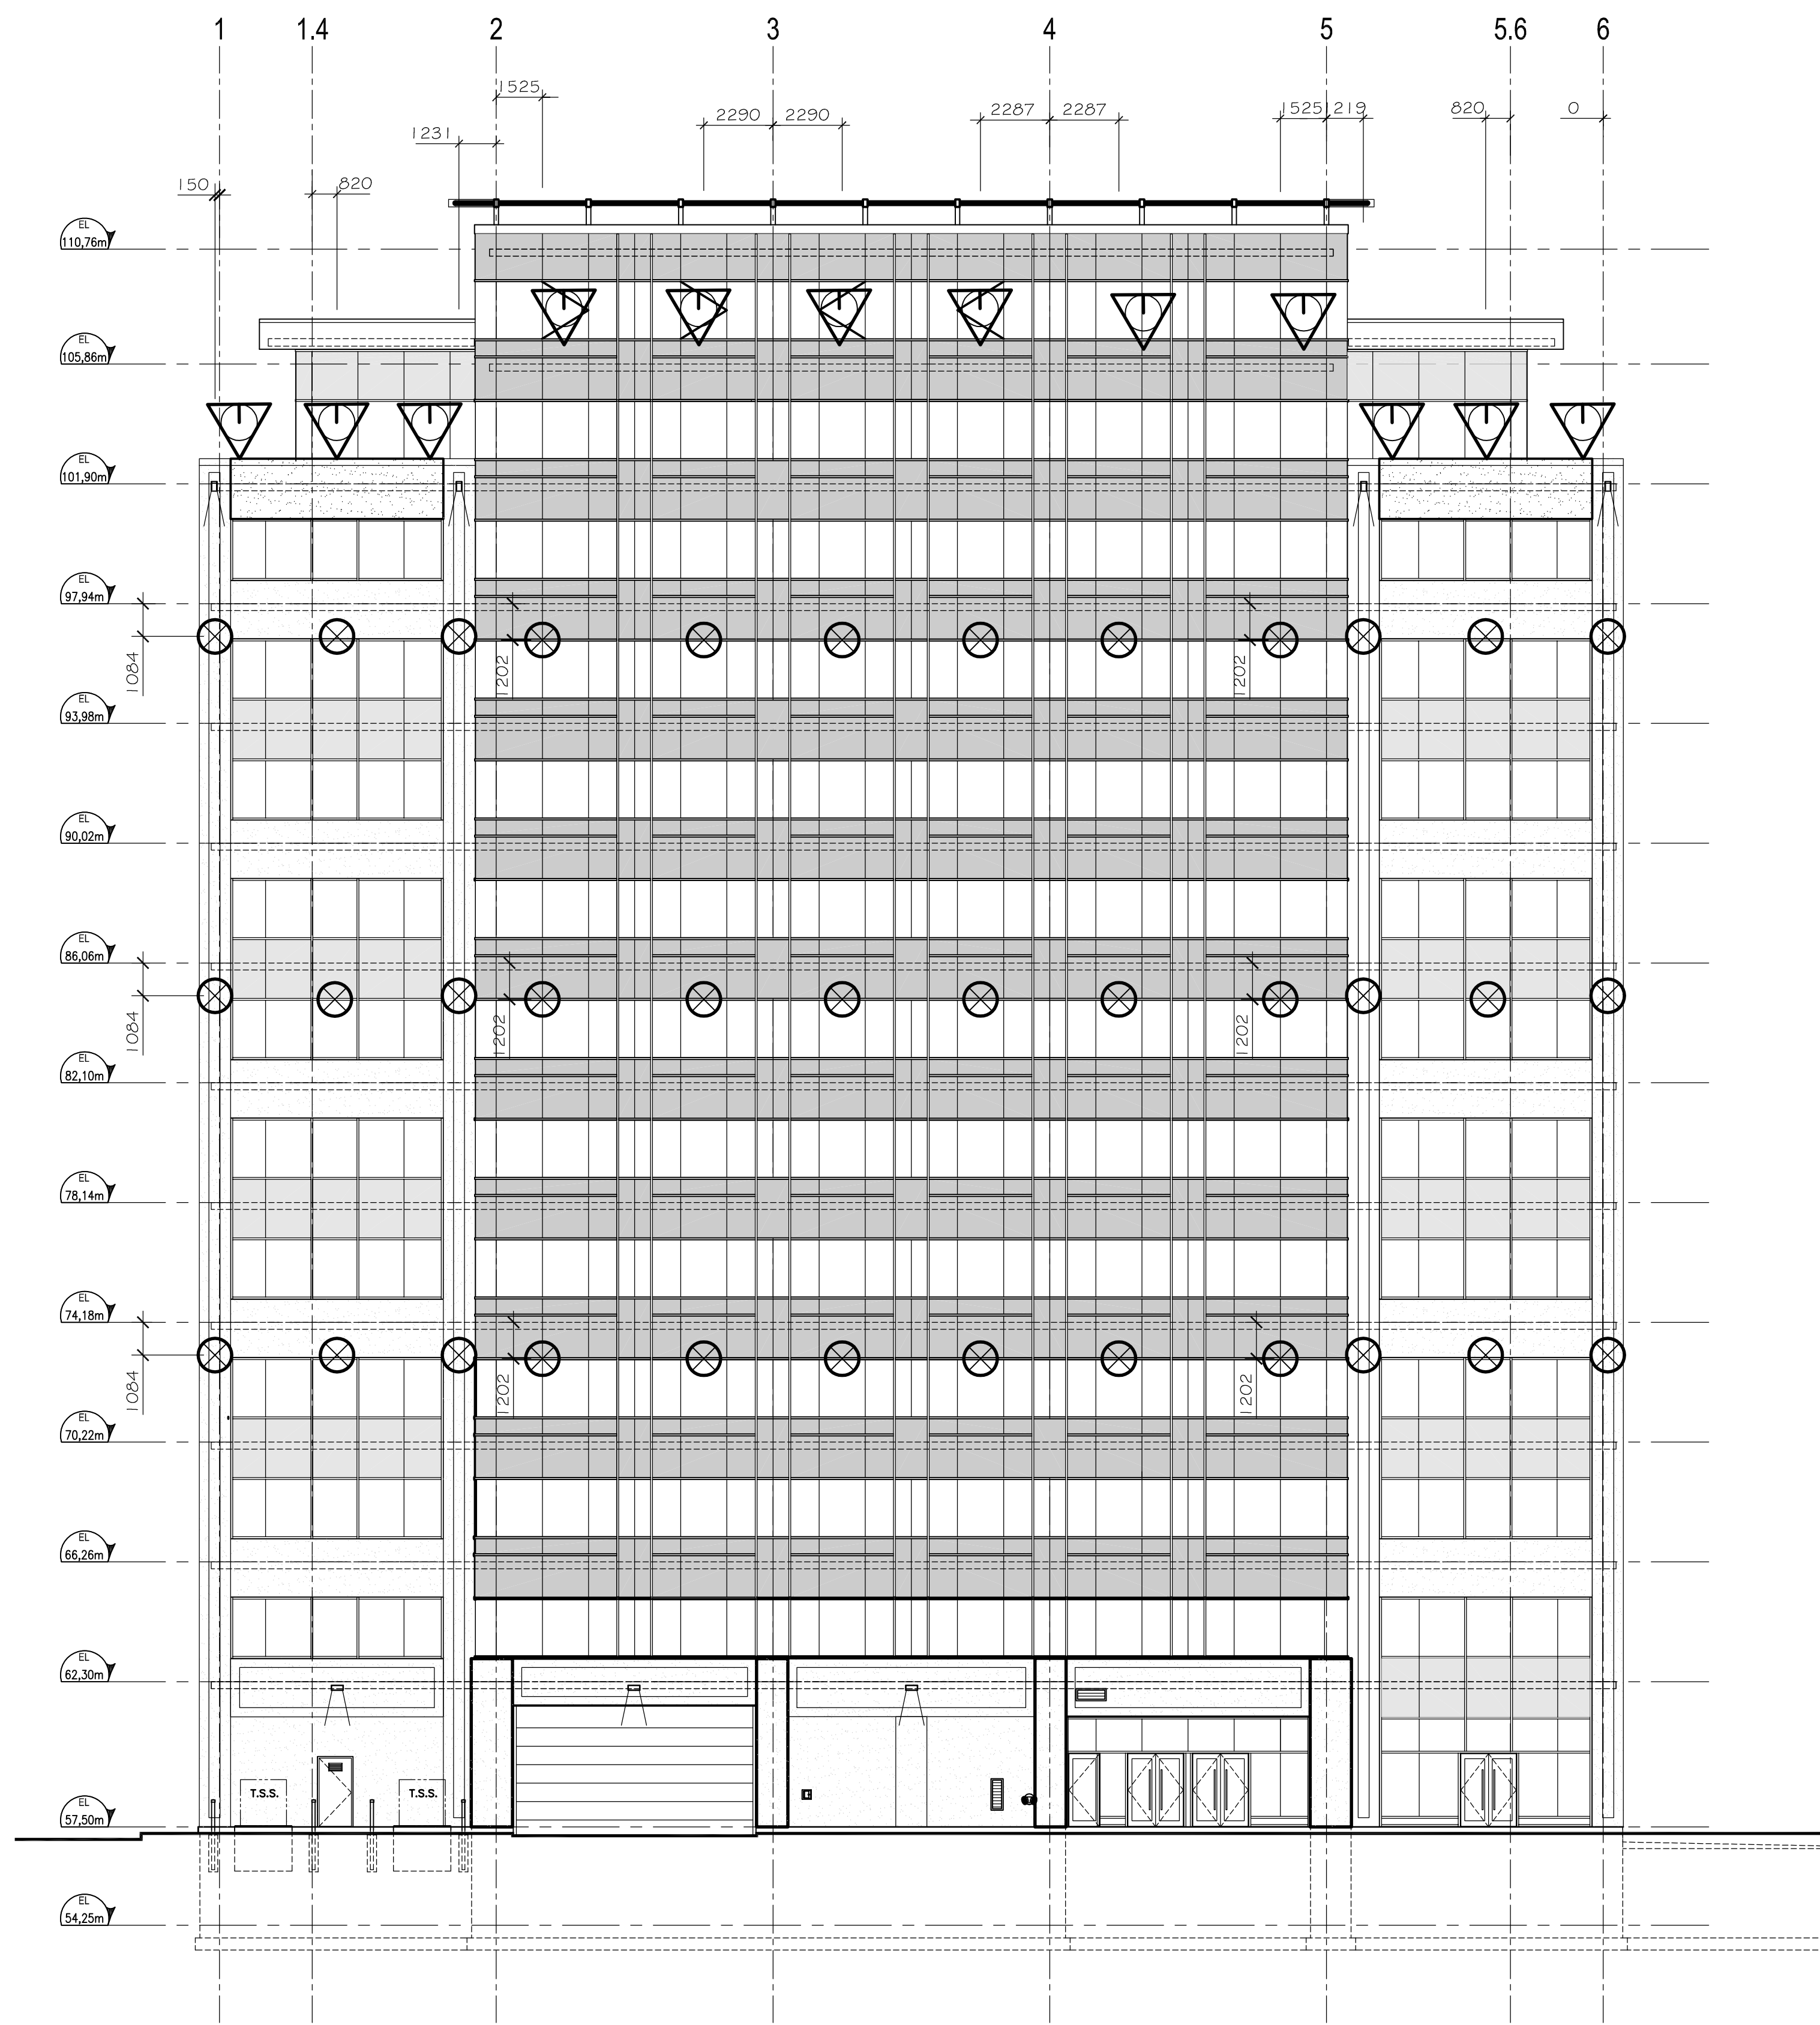 1 1.4 2 3 4 5 5.6 6
1525
2290 2290 2287 2287 1525 1219 820 0
1231
150 820
EL
110,76m
EL
105,86m
EL
101,90m
EL
97,94m
1084 1202 1202
EL
93,98m
EL
90,02m
EL
86,06m
1084 1202 1202
EL
82,10m
EL
78,14m
EL
74,18m
1084 1202 1202
EL
70,22m
EL
66,26m
EL
62,30m
T.S.S. T.S.S.
EL
57,50m
EL
54,25m